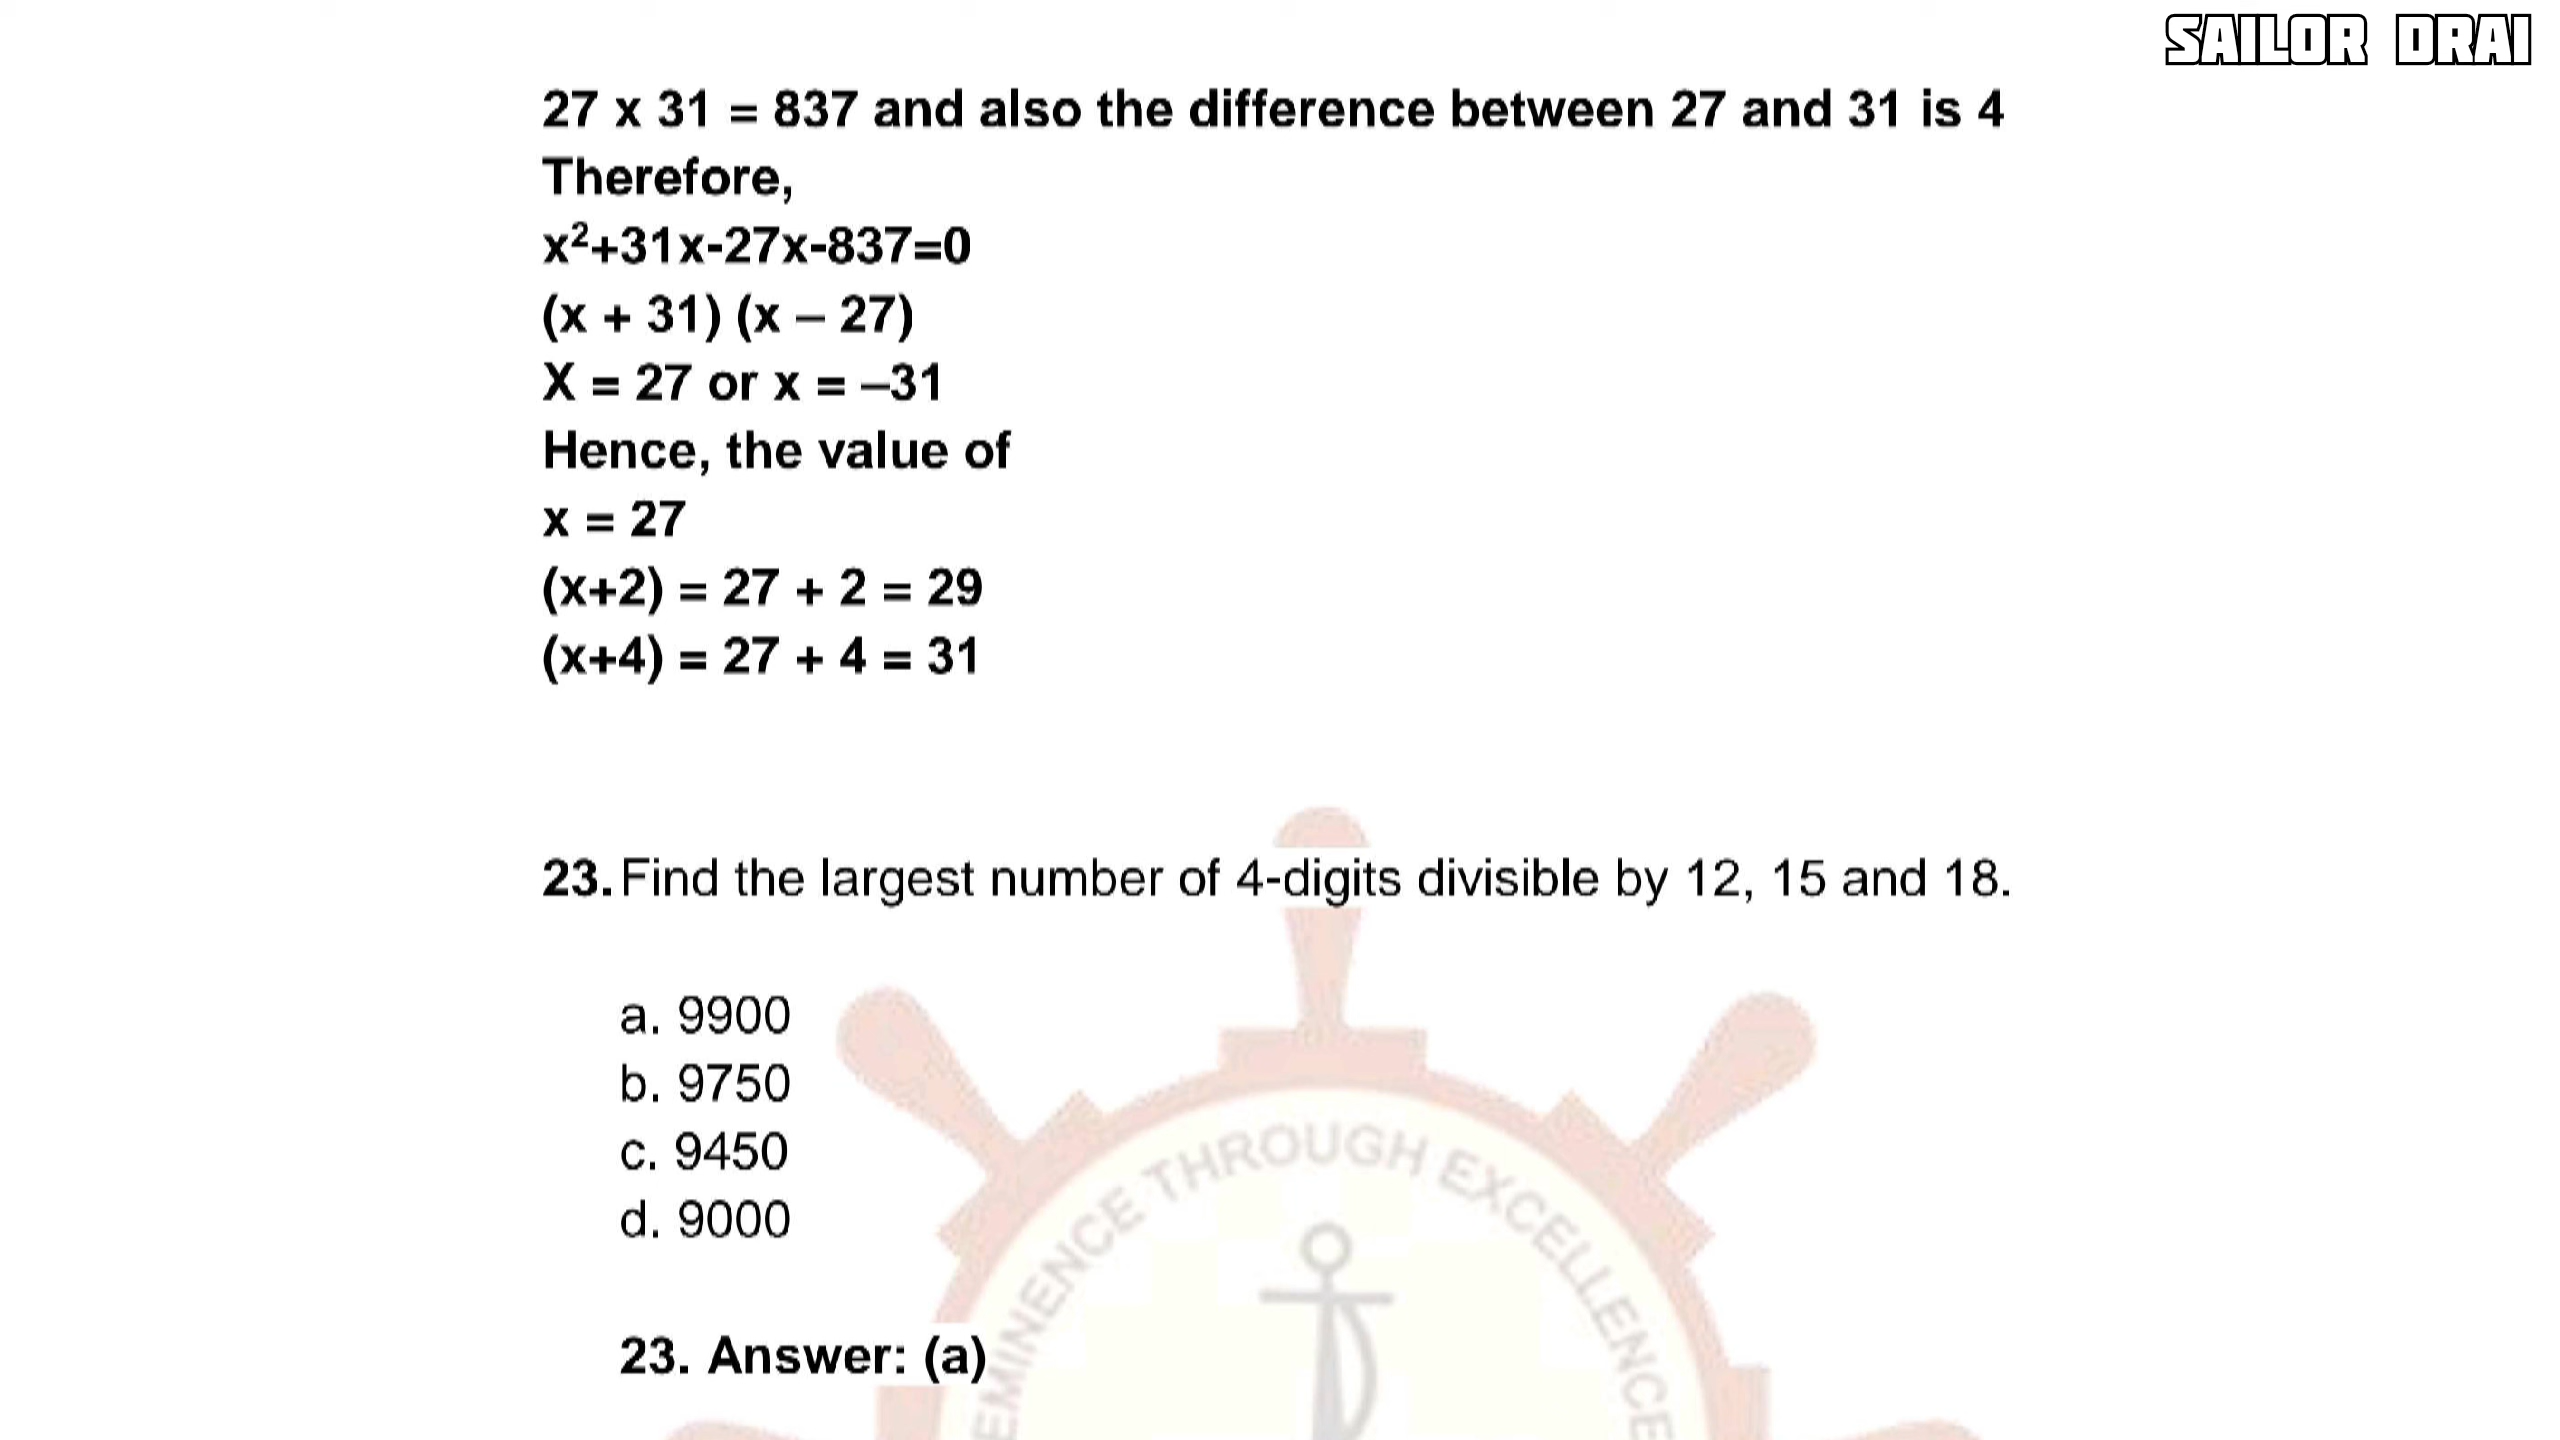 SAILOR DRAI
27 x 31 = 837 and also the difference between 27 and 31 is 4
Therefore,
x²+31x-27x-837=0
(x + 31) (x – 27)
X = 27 or x = –31
Hence, the value of
x = 27
(x+2) = 27 + 2 = 29
(x+4) = 27 + 4 = 31
23. Find the largest number of 4-digits divisible by 12, 15 and 18.
a. 9900
b. 9750
c. 9450
d. 9000
23. Answer: (a)
EMINENCE THROUGH EXCELLENCE